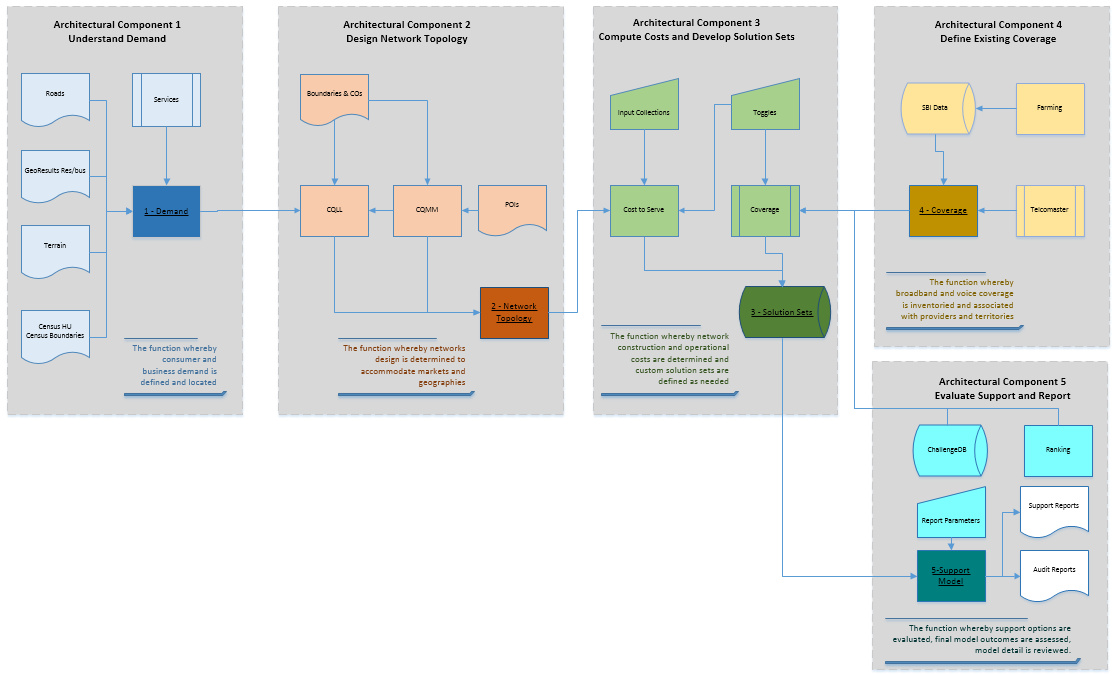 Architectural Component 1
Understand Demand
Roads
Services
GeoResults Res/bus
1 - Demand
Terrain
Census HU
Census Boundaries
The function whereby
consumer and
business demand is
defined and located
Architectural Component 2
Design Network Topology
Boundaries & COs
CQLL
CQMM
POIs
2 - Network
Topology
The function whereby networks
design is determined to
accommodate markets and
geographies
Architectural Component 3
Compute Costs and Develop Solution Sets
Input Collections
Toggles
Cost to Serve
Coverage
3 - Solution Sets
The function whereby network
construction and operational
costs are determined and
custom solution sets are
defined as needed
Architectural Component 4
Define Existing Coverage
SBI Data
Farming
4 - Coverage
Telcomaster
The function whereby
broadband and voice coverage
is inventoried and associated
with providers and territories
Architectural Component 5
Evaluate Support and Report
ChallengeDB
Ranking
Report Parameters
Support Reports
5-Support
Model
Audit Reports
The function whereby support options are
evaluated, final model outcomes are assessed,
model detail is reviewed.